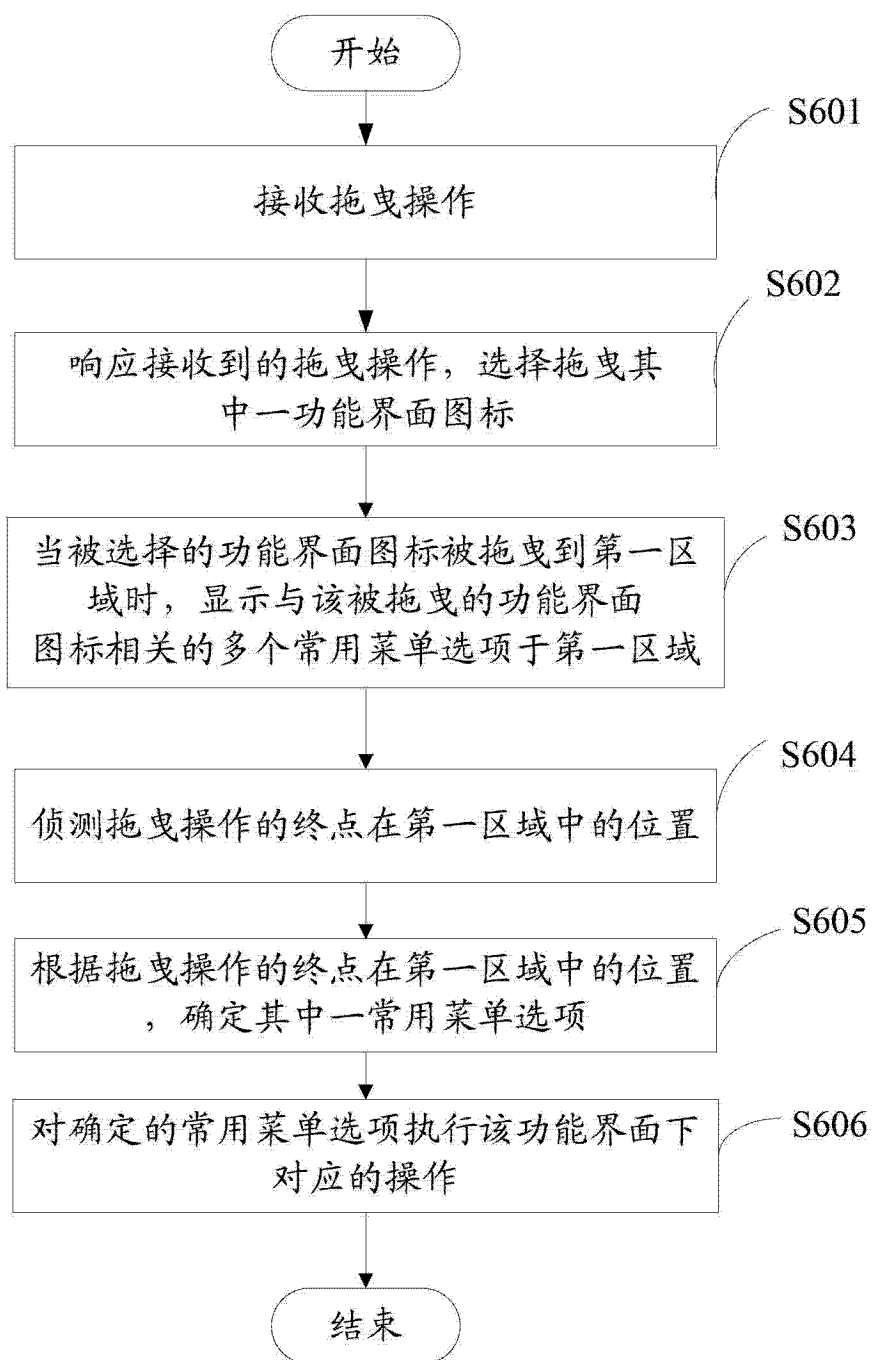 开始
S601
接收拖曳操作
S602
响应接收到的拖曳操作，选择拖曳其
中一功能界面图标
S603
当被选择的功能界面图标被拖曳到第一区
域时，显示与该被拖曳的功能界面
图标相关的多个常用菜单选项于第一区域
S604
侦测拖曳操作的终点在第一区域中的位置
S605
根据拖曳操作的终点在第一区域中的位置
，确定其中一常用菜单选项
S606
对确定的常用菜单选项执行该功能界面下
对应的操作
结束